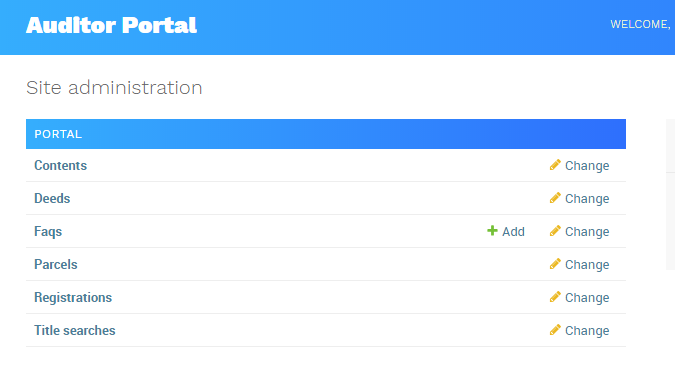 Auditor Portal WELCOME,
Site administration
PORTAL
Contents Change
Deeds Change
Faqs Add Change
Parcels Change
Registrations Change
Title searches Change